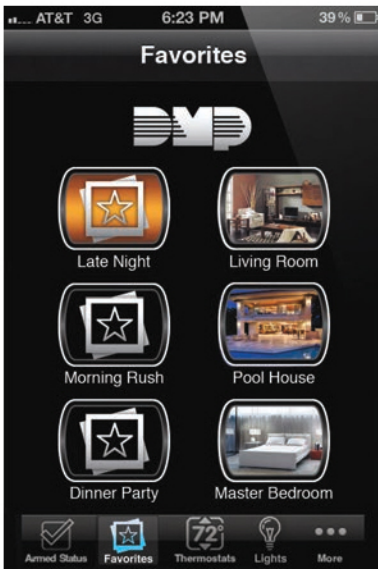 AT&T 3G 6:23 PM 39%
Favorites
DMP
Late Night Living Room
Morning Rush Pool House
Dinner Party Master Bedroom
72°
Armed Status Favorites Thermostats Lights More